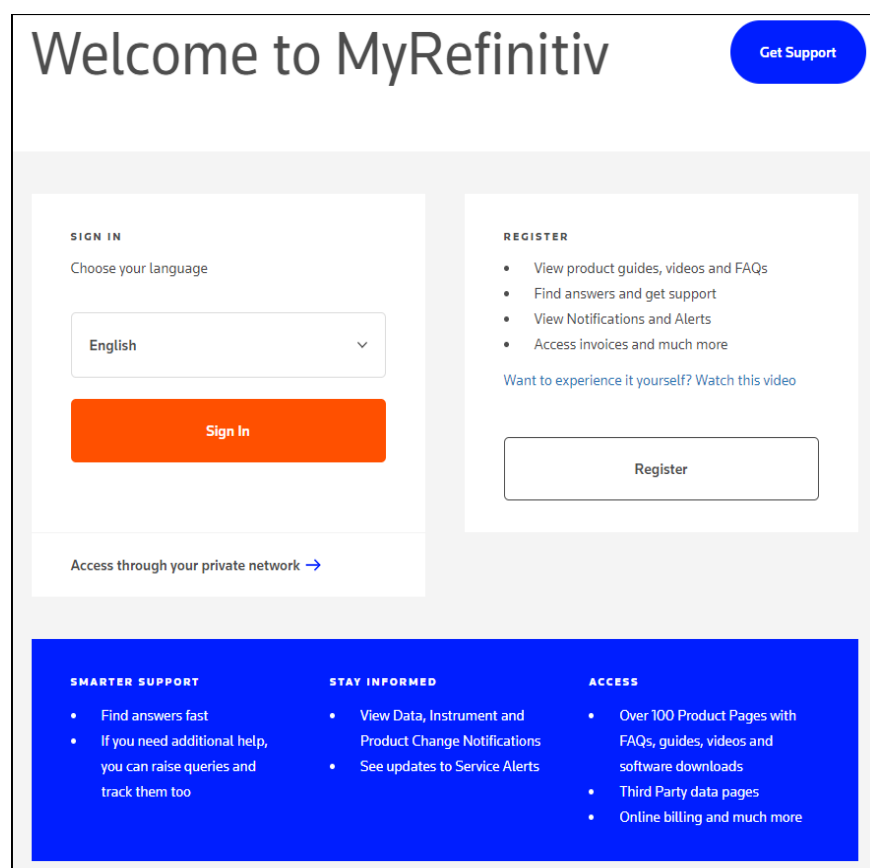 Welcome to MyRefinitiv
Get Support
SIGN IN
Choose your language
English
Sign In
Access through your private network →
REGISTER
• View product guides, videos and FAQs
• Find answers and get support
• View Notifications and Alerts
• Access invoices and much more
Want to experience it yourself? Watch this video
Register
SMARTER SUPPORT
• Find answers fast
• If you need additional help,
you can raise queries and
track them too
STAY INFORMED
• View Data, Instrument and
Product Change Notifications
• See updates to Service Alerts
ACCESS
• Over 100 Product Pages with
FAQs, guides, videos and
software downloads
• Third Party data pages
• Online billing and much more